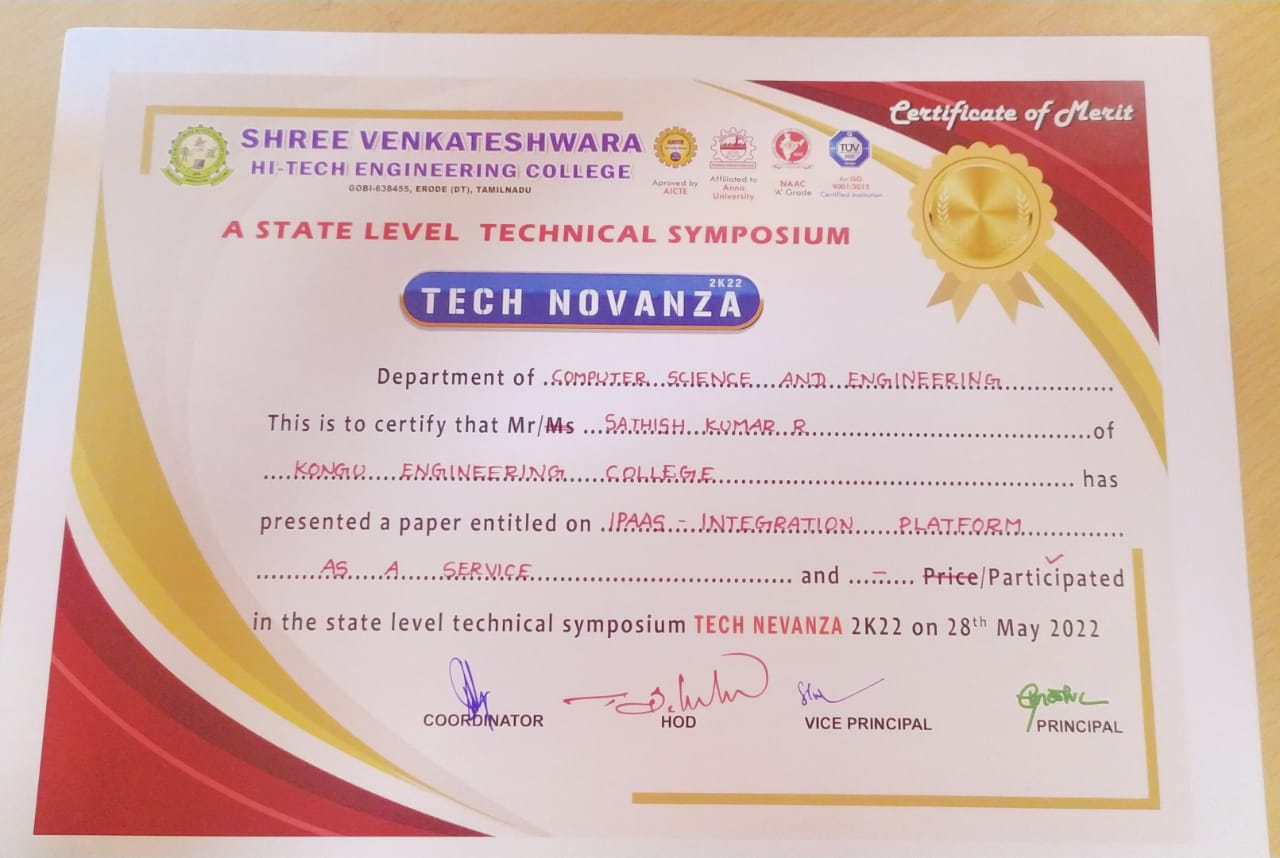 Certificate of Merit
SHREE VENKATESHWARA
HI-TECH ENGINEERING COLLEGE
GOBI-638455, ERODE (DT), TAMILNADU
Aproved by
AICTE
Affiliated to
Anna
University
NAAC
'A' Grade
TUV
An ISO
9001:2015
Certified Institution
A STATE LEVEL TECHNICAL SYMPOSIUM
2K22
TECH NOVANZA
Department of COMPUTER SCIENCE AND ENGINEERING
This is to certify that Mr/Ms SATHISH KUMAR R of
KONGU ENGINEERING COLLEGE has
presented a paper entitled on IPAAS - INTEGRATION PLATFORM
AS A SERVICE and - Price/Participated
in the state level technical symposium TECH NEVANZA 2K22 on 28th May 2022
COORDINATOR HOD VICE PRINCIPAL PRINCIPAL